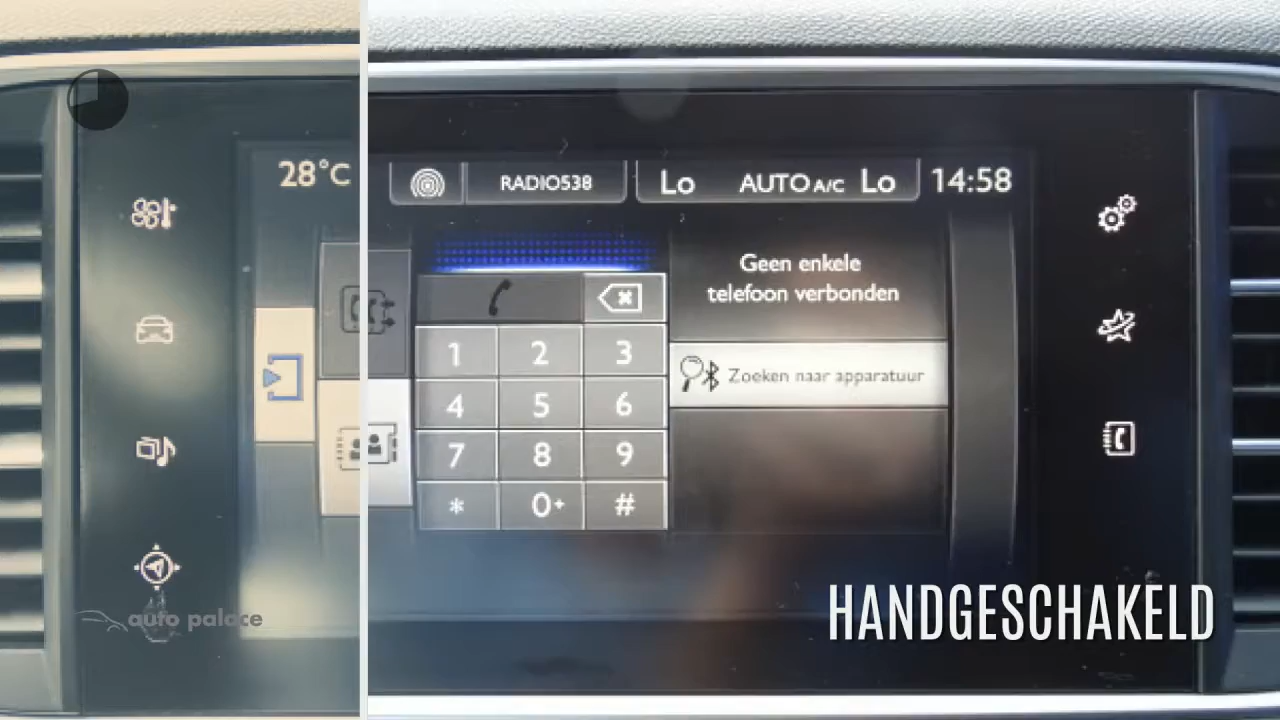 28°C
RADIO538
Lo
AUTO A/C
Lo
14:58
Geen enkele
telefoon verbonden
Zoeken naar apparatuur
1 2 3
4 5 6
7 8 9
* 0+ #
auto palace
HANDGESCHAKELD